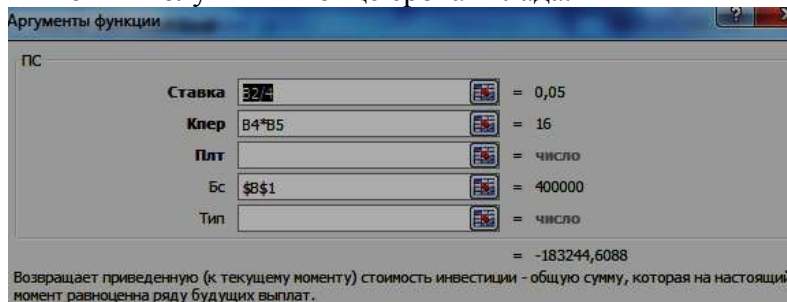 Аргументы функции
ПС
Ставка B2/4 = 0,05
Кпер B4*B5 = 16
Плт = число
Бс $B$1 = 400000
Тип = число
= -183244,6088
Возвращает приведенную (к текущему моменту) стоимость инвестиции - общую сумму, которая на настоящий
момент равноценна ряду будущих выплат.